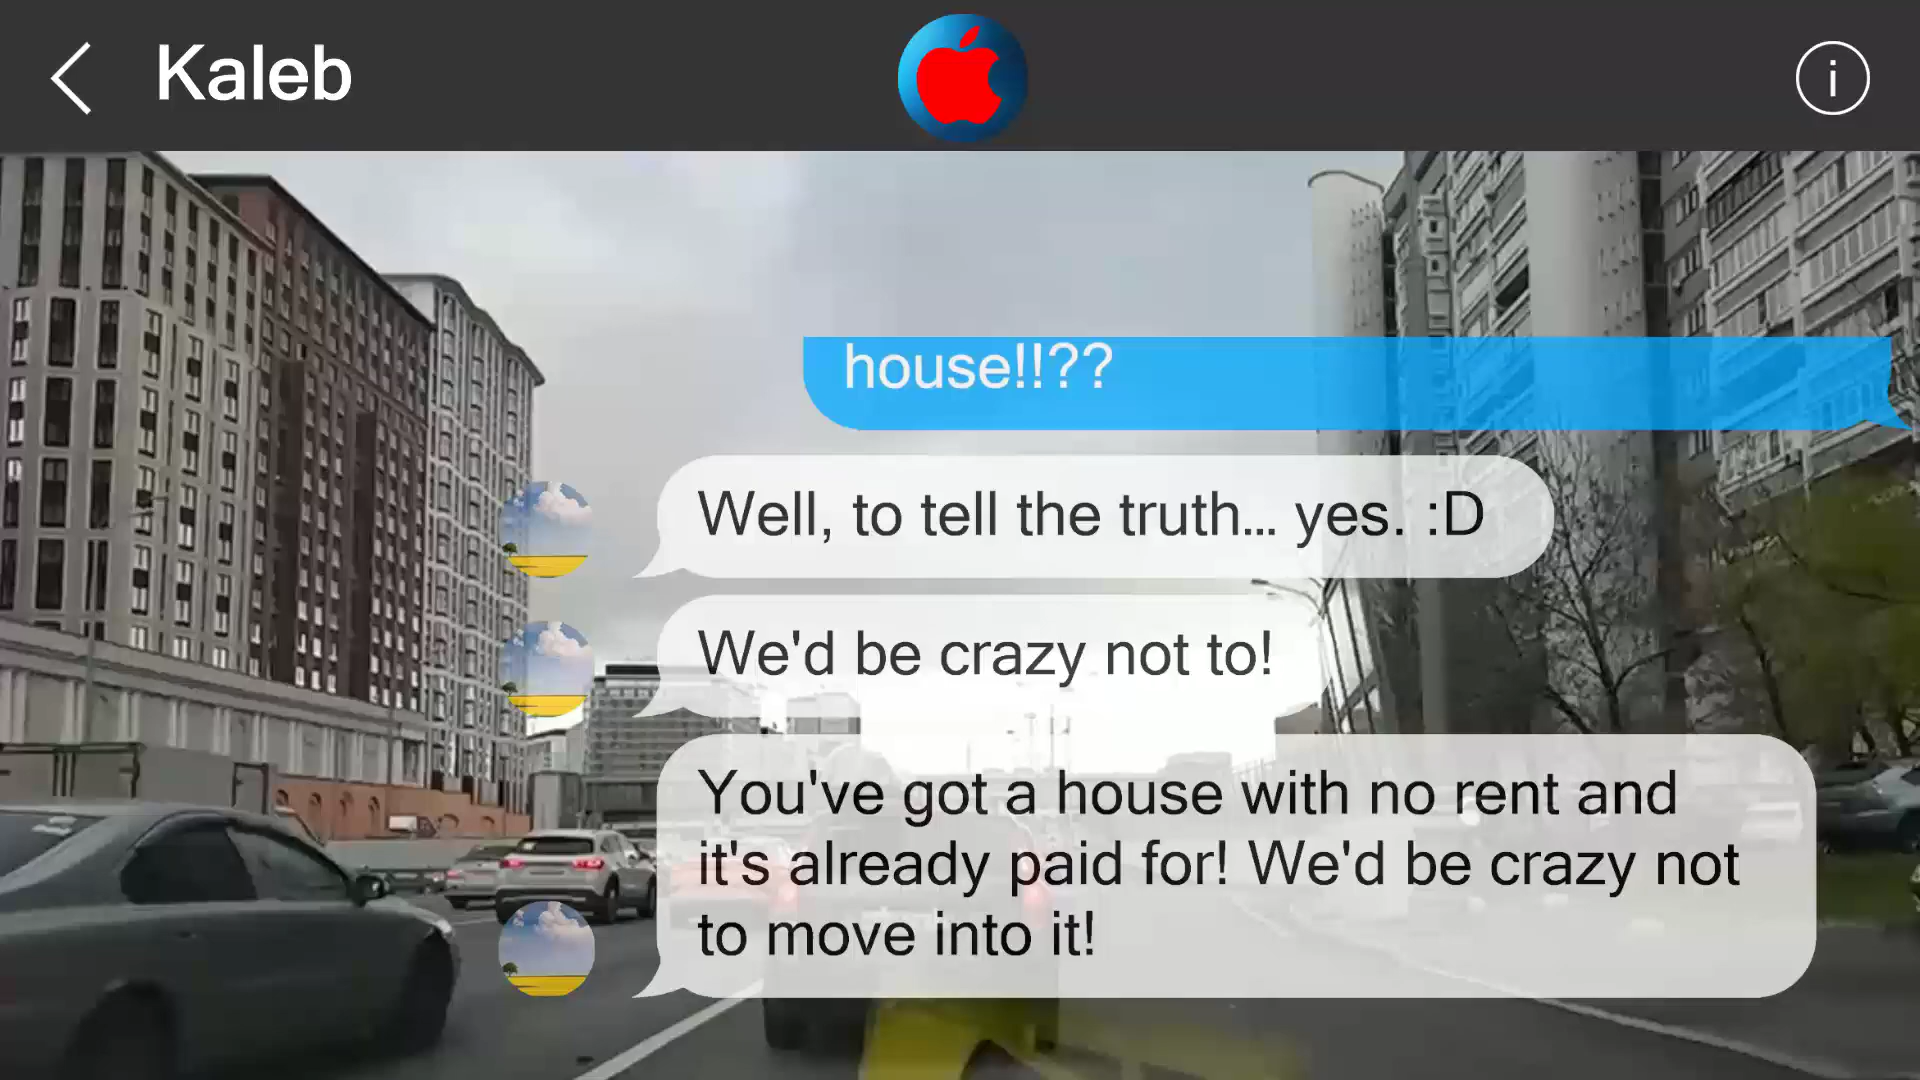 Kaleb
i
house!!??
Well, to tell the truth... yes. :D
We'd be crazy not to!
You've got a house with no rent and
it's already paid for! We'd be crazy not
to move into it!